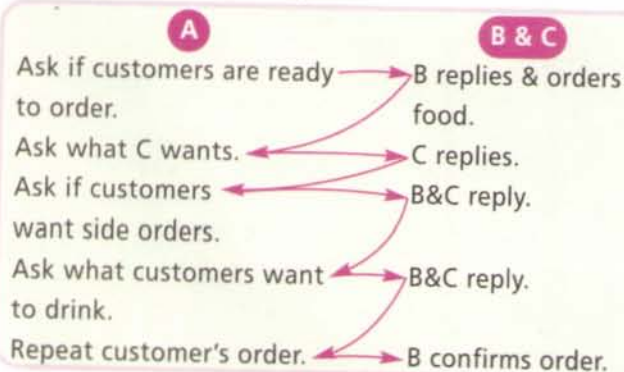 A
B & C
Ask if customers are ready
to order.
B replies & orders
food.
Ask what C wants.
C replies.
Ask if customers
want side orders.
B&C reply.
Ask what customers want
to drink.
B&C reply.
Repeat customer's order.
B confirms order.